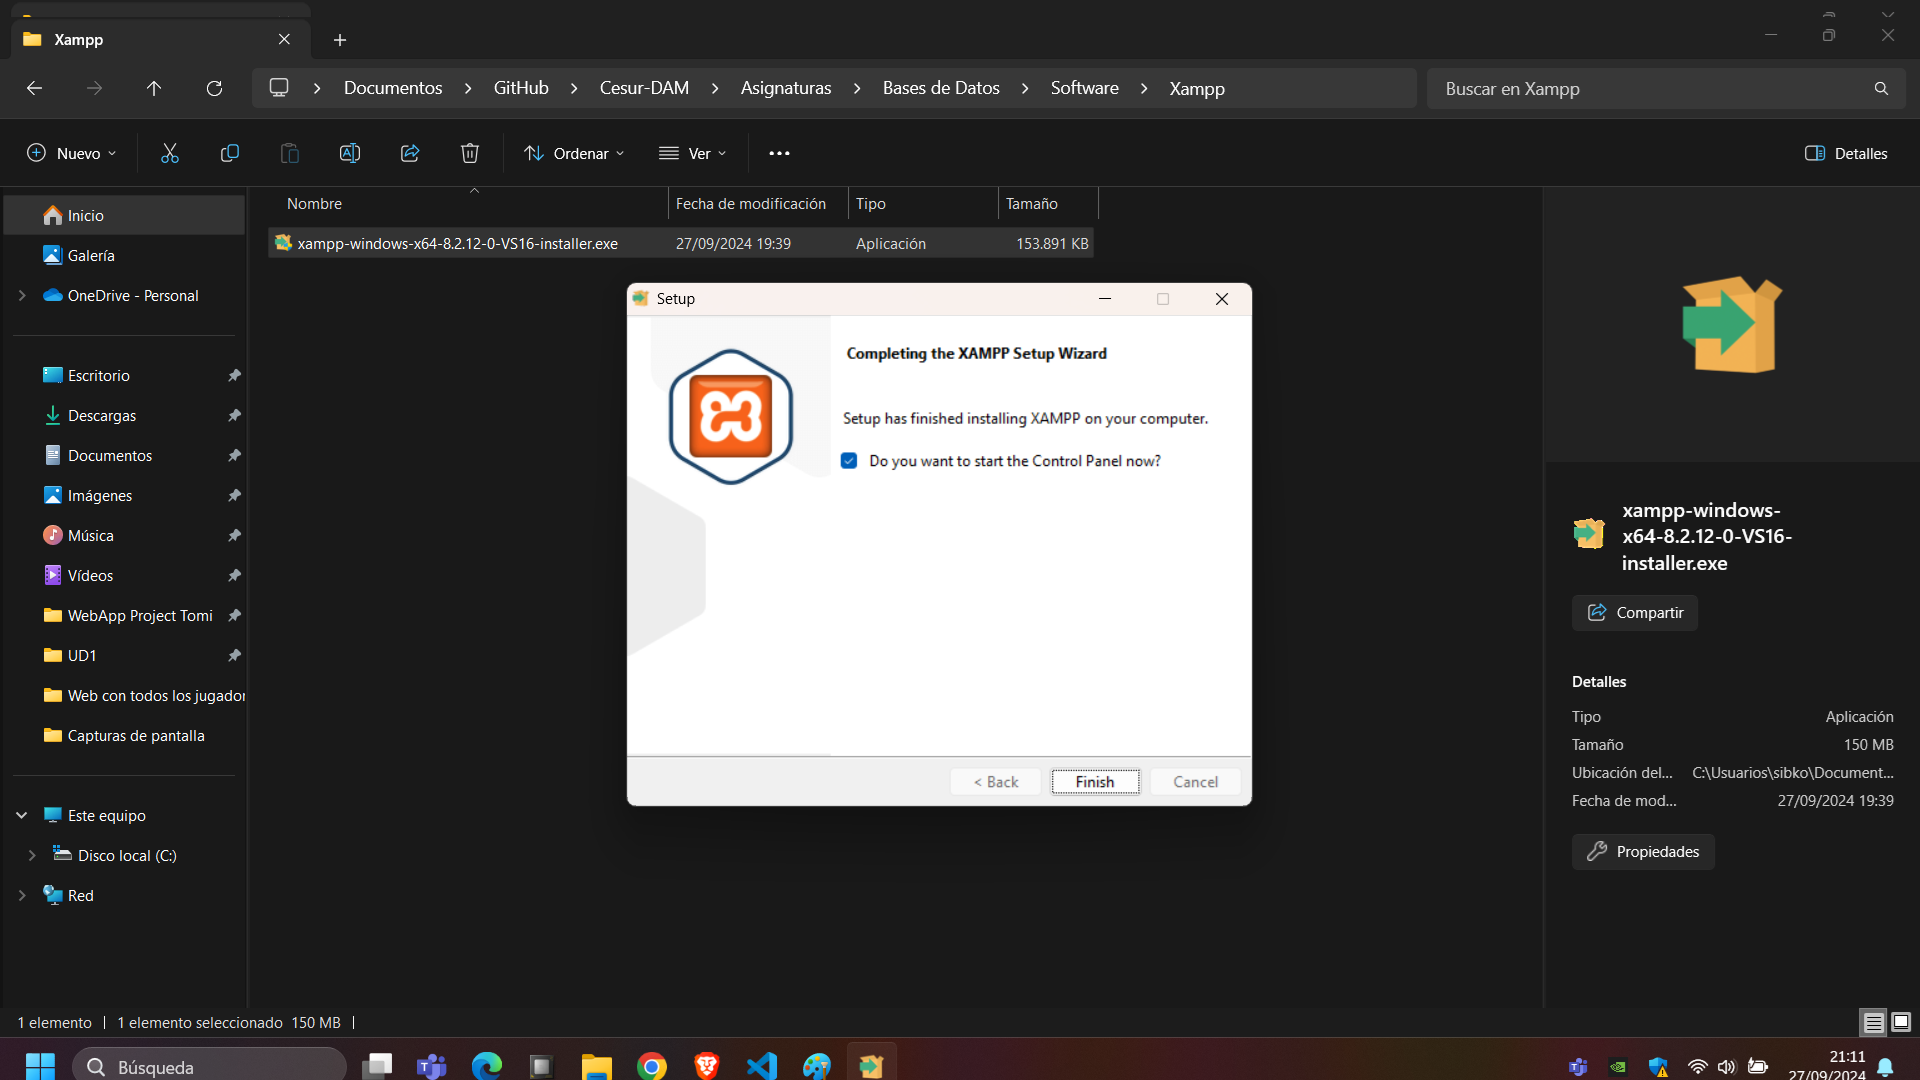 Xampp
Documentos
GitHub
Cesur-DAM
Asignaturas
Bases de Datos
Software
Xampp
Buscar en Xampp
Nuevo
Ordenar
Ver
Detalles
Inicio
Galería
OneDrive - Personal
Escritorio
Descargas
Documentos
Imágenes
Música
Vídeos
WebApp Project Tomi
UD1
Web con todos los jugador
Capturas de pantalla
Este equipo
Disco local (C:)
Red
Nombre
Fecha de modificación
Tipo
Tamaño
xampp-windows-x64-8.2.12-0-VS16-installer.exe
27/09/2024 19:39
Aplicación
153.891 KB
Setup
Completing the XAMPP Setup Wizard
Setup has finished installing XAMPP on your computer.
Do you want to start the Control Panel now?
< Back
Finish
Cancel
xampp-windows-
x64-8.2.12-0-VS16-
installer.exe
Compartir
Detalles
Tipo
Aplicación
Tamaño
150 MB
Ubicación del...
C:\Usuarios\sibko\Document...
Fecha de mod...
27/09/2024 19:39
Propiedades
1 elemento
1 elemento seleccionado 150 MB
Búsqueda
21:11
27/09/2024